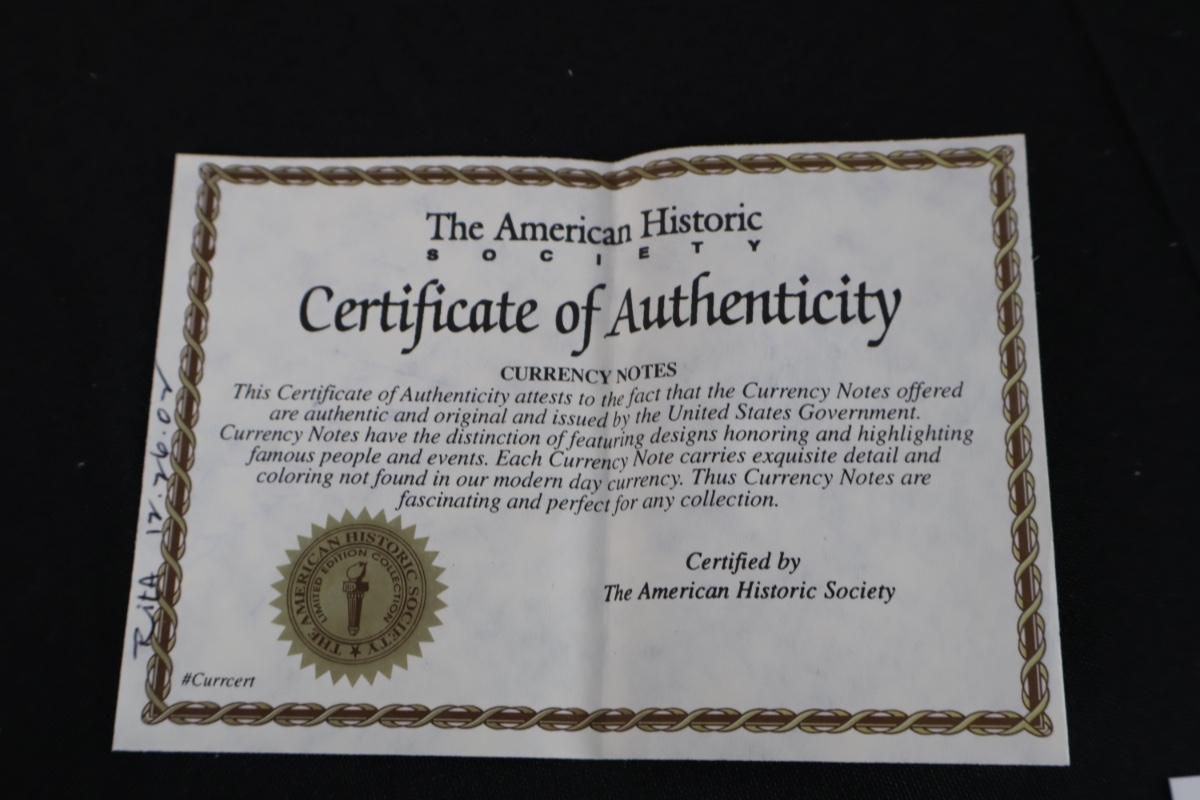 The American Historic
SOCIETY
Certificate of Authenticity
CURRENCY NOTES
This Certificate of Authenticity attests to the fact that the Currency Notes offered
are authentic and original and issued by the United States Government.
Currency Notes have the distinction of featuring designs honoring and highlighting
famous people and events. Each Currency Note carries exquisite detail and
coloring not found in our modern day currency. Thus Currency Notes are
fascinating and perfect for any collection.
Certified by
The American Historic Society
THE AMERICAN HISTORIC SOCIETY
LIMITED EDITION COLLECTION
#Currcert
RitA 12.26.02